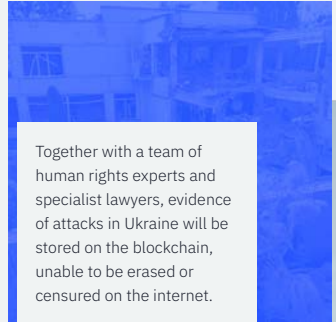 Together with a team of
human rights experts and
specialist lawyers, evidence
of attacks in Ukraine will be
stored on the blockchain,
unable to be erased or
censured on the internet.